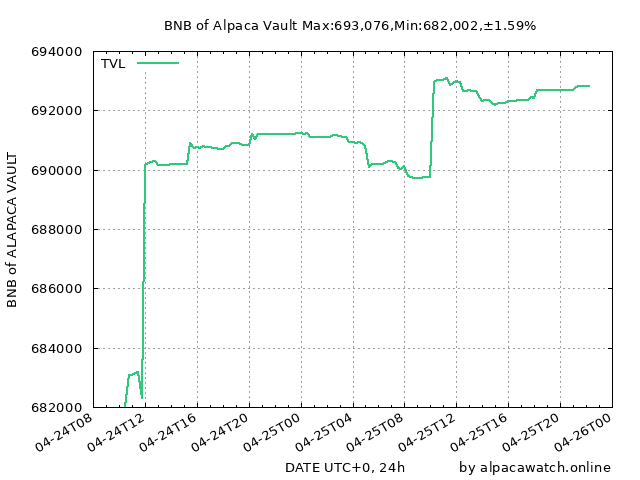 BNB of Alpaca Vault Max:693,076,Min:682,002,±1.59%
TVL
694000
692000
690000
688000
686000
684000
682000
BNB of ALAPACA VAULT
04-24T08
04-24T12
04-24T16
04-24T20
04-25T00
04-25T04
04-25T08
04-25T12
04-25T16
04-25T20
04-26T00
DATE UTC+0, 24h
by alpacawatch.online